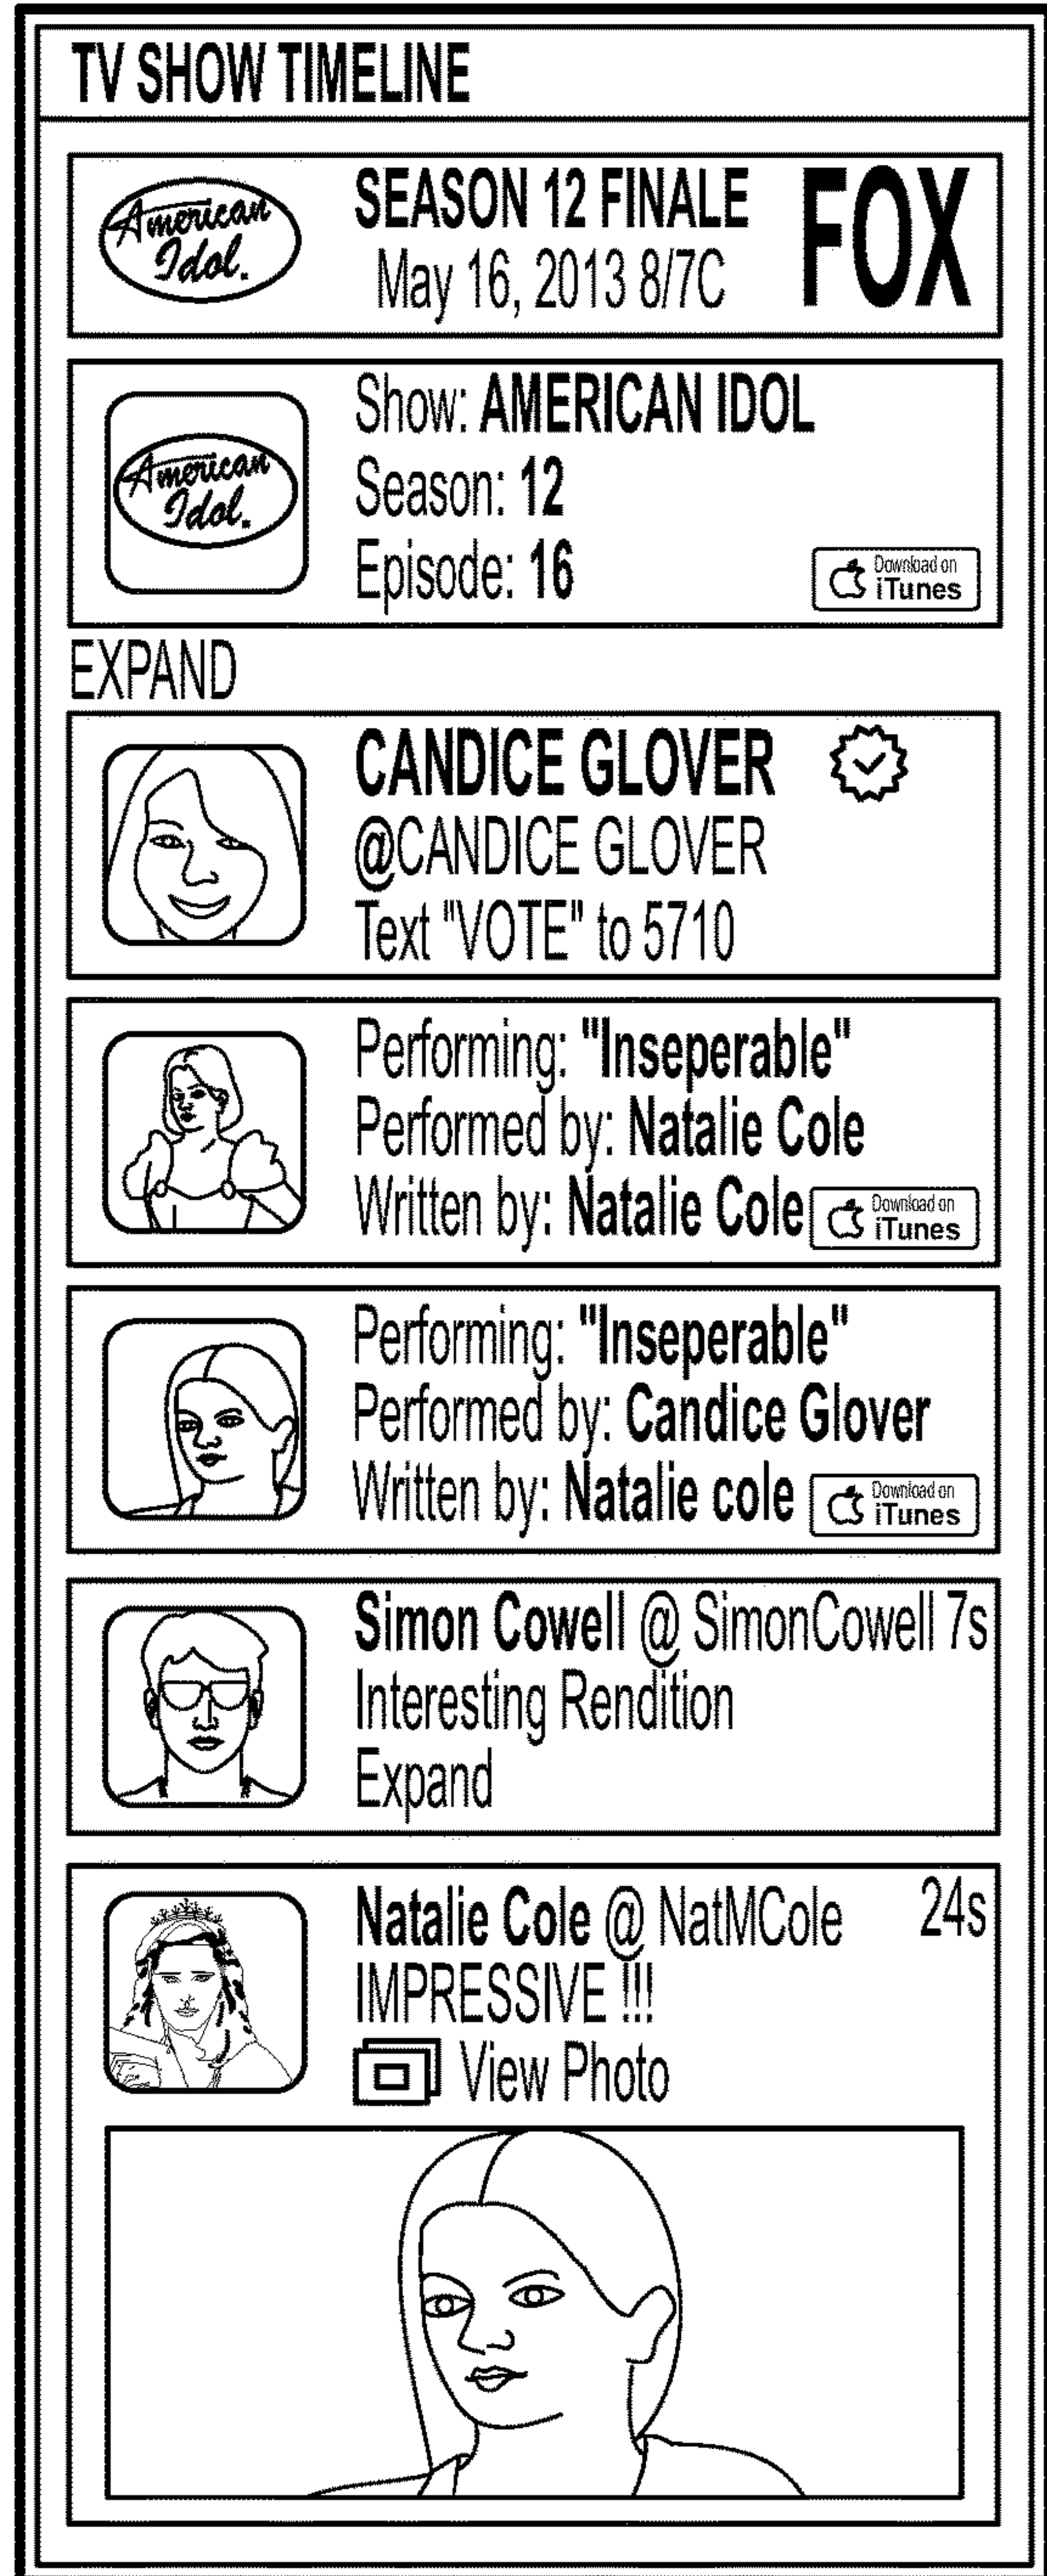 TV SHOW TIMELINE
American Idol.
SEASON 12 FINALE
May 16, 2013 8/7C
FOX
American Idol.
Show: AMERICAN IDOL
Season: 12
Episode: 16
Download on iTunes
EXPAND
CANDICE GLOVER
@CANDICE GLOVER
Text "VOTE" to 5710
Performing: "Inseperable"
Performed by: Natalie Cole
Written by: Natalie Cole
Download on iTunes
Performing: "Inseperable"
Performed by: Candice Glover
Written by: Natalie cole
Download on iTunes
Simon Cowell @ SimonCowell 7s
Interesting Rendition
Expand
Natalie Cole @ NatMCole 24s
IMPRESSIVE !!!
View Photo